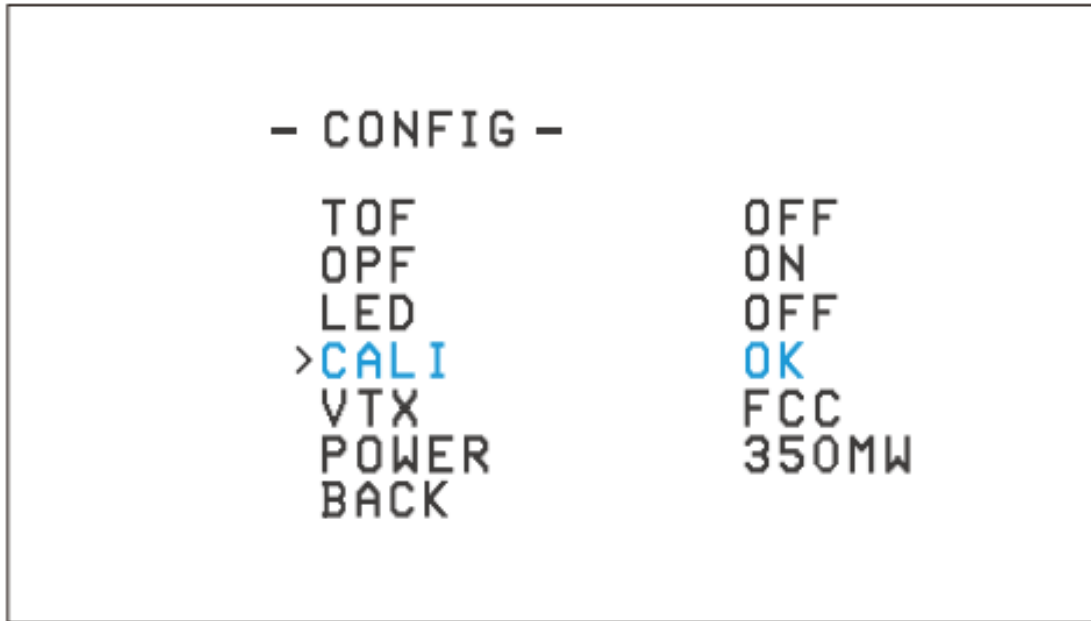 - CONFIG -
TOF OFF
OPF ON
LED OFF
>CALI OK
VTX FCC
POWER 350MW
BACK